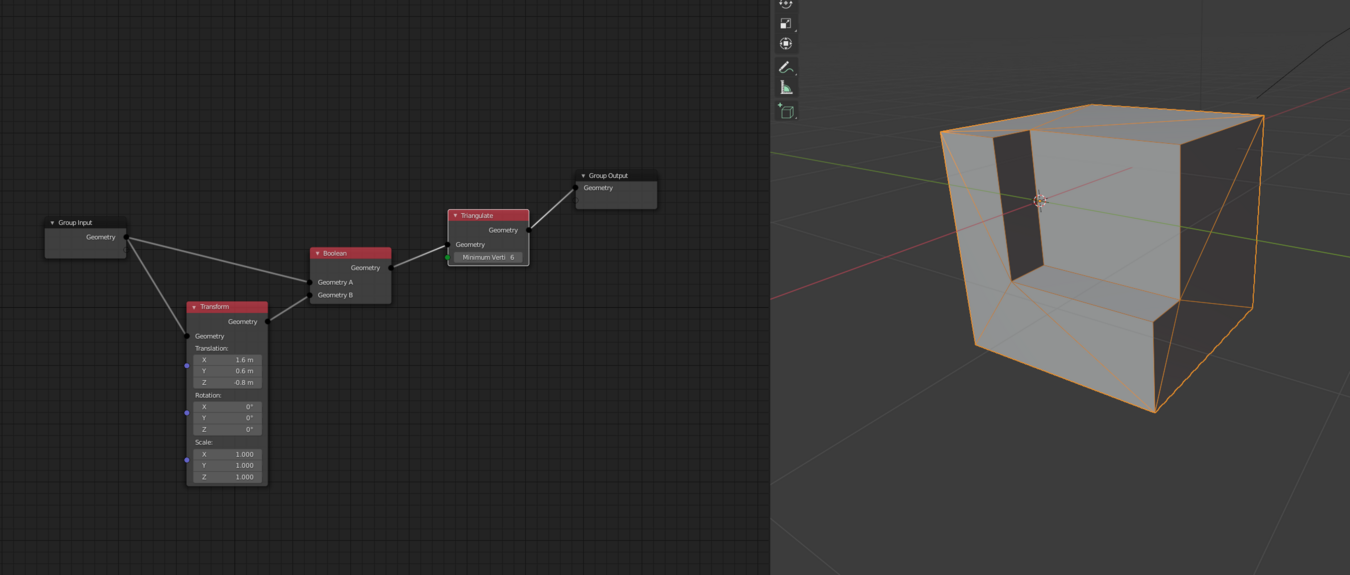 Group Input
Geometry
Transform
Geometry
Geometry
Translation:
X 1.6 m
Y 0.6 m
Z -0.8 m
Rotation:
X 0°
Y 0°
Z 0°
Scale:
X 1.000
Y 1.000
Z 1.000
Boolean
Geometry
Geometry A
Geometry B
Triangulate
Geometry
Geometry
Minimum Verti 6
Group Output
Geometry